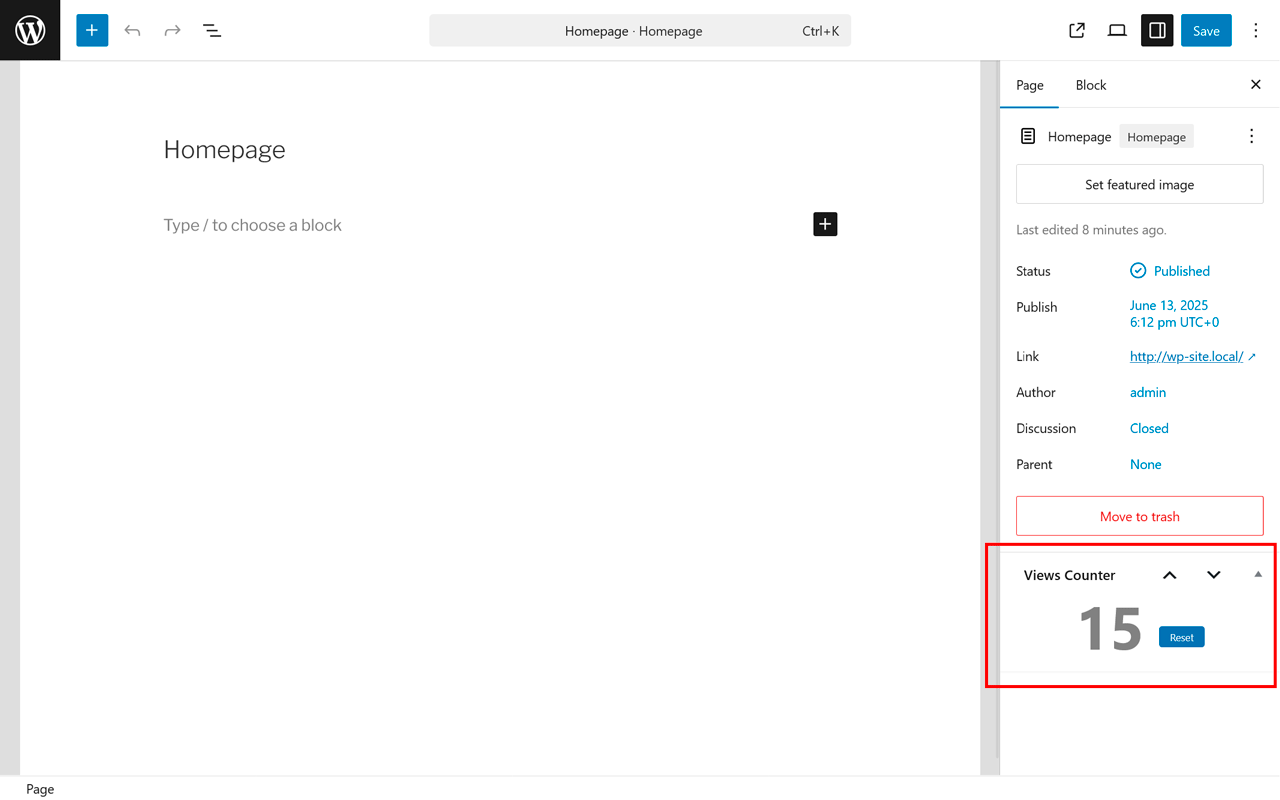 Homepage · Homepage Ctrl+K
Save
Page Block
Homepage Homepage
Set featured image
Last edited 8 minutes ago.
Status Published
Publish June 13, 2025
6:12 pm UTC+0
Link http://wp-site.local/
Author admin
Discussion Closed
Parent None
Move to trash
Views Counter
15 Reset
Homepage
Type / to choose a block
Page